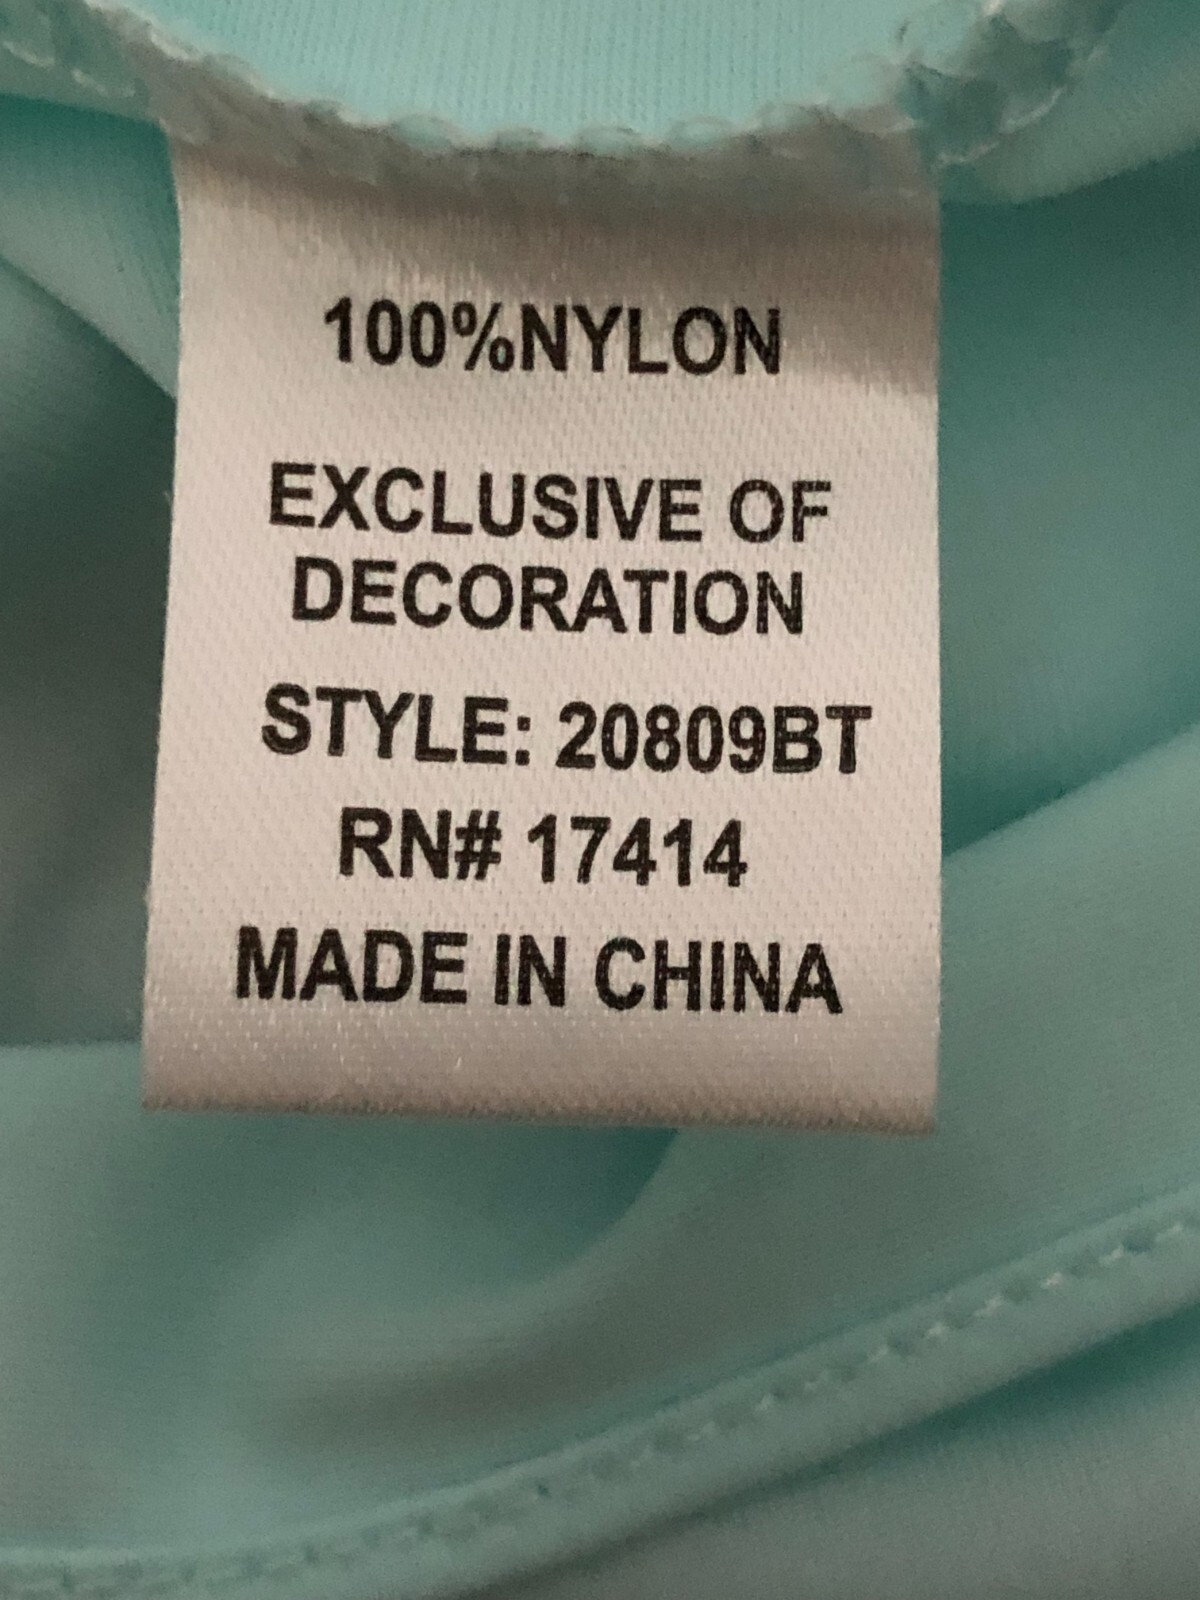 100%NYLON
EXCLUSIVE OF
DECORATION
STYLE: 20809BT
RN# 17414
MADE IN CHINA